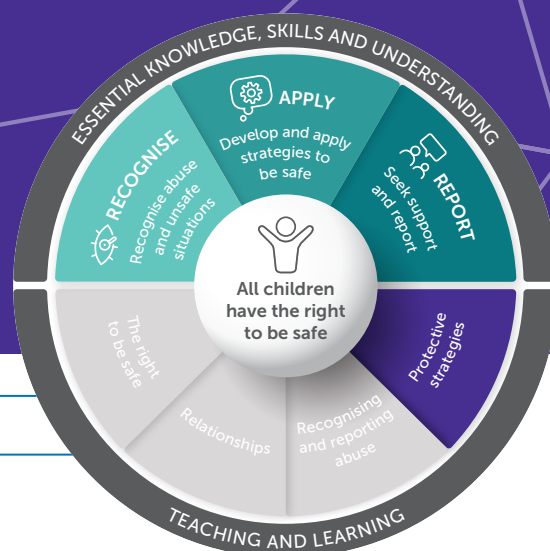 ESSENTIAL KNOWLEDGE, SKILLS AND UNDERSTANDING
RECOGNISE
Recognise abuse
and unsafe
situations
APPLY
Develop and apply
strategies to
be safe
REPORT
Seek support
and report
All children
have the right
to be safe
The right
to be safe
Relationships
Recognising
and reporting
abuse
Protective
strategies
TEACHING AND LEARNING